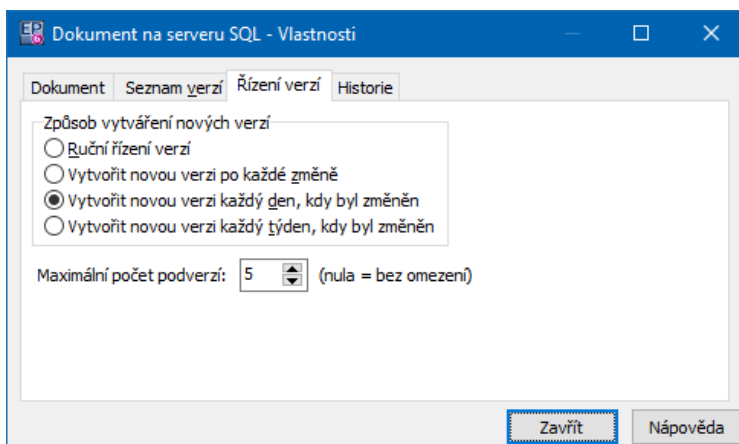 Dokument na serveru SQL - Vlastnosti
Dokument Seznam verzí Řízení verzí Historie
Způsob vytváření nových verzí
Ruční řízení verzí
Vytvořit novou verzi po každé změně
Vytvořit novou verzi každý den, kdy byl změněn
Vytvořit novou verzi každý týden, kdy byl změněn
Maximální počet podverzí: 5 (nula = bez omezení)
Zavřít Nápověda